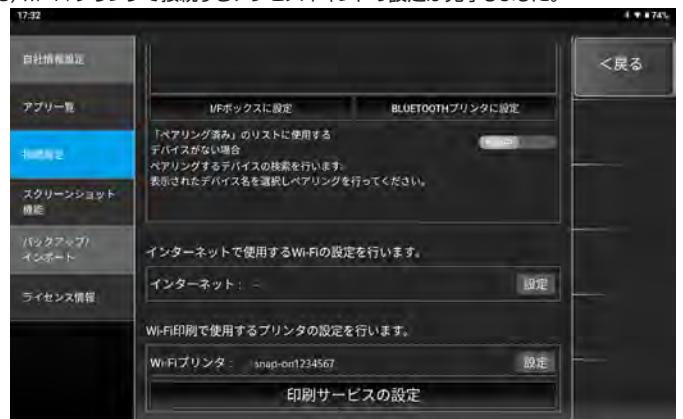 17:32
74%
自社情報設定
<戻る
アプリ一覧
I/Fボックスに設定
BLUETOOTHプリンタに設定
「ペアリング済み」のリストに使用する
デバイスがない場合
ペアリングするデバイスの検索を行います。
表示されたデバイス名を選択しペアリングを行ってください。
接続設定
スクリーンショット
機能
バックアップ/
インポート
ライセンス情報
インターネットで使用するWi-Fiの設定を行います。
インターネット: -
設定
Wi-Fi印刷で使用するプリンタの設定を行います。
Wi-Fiプリンタ: snap-on1234567
設定
印刷サービスの設定